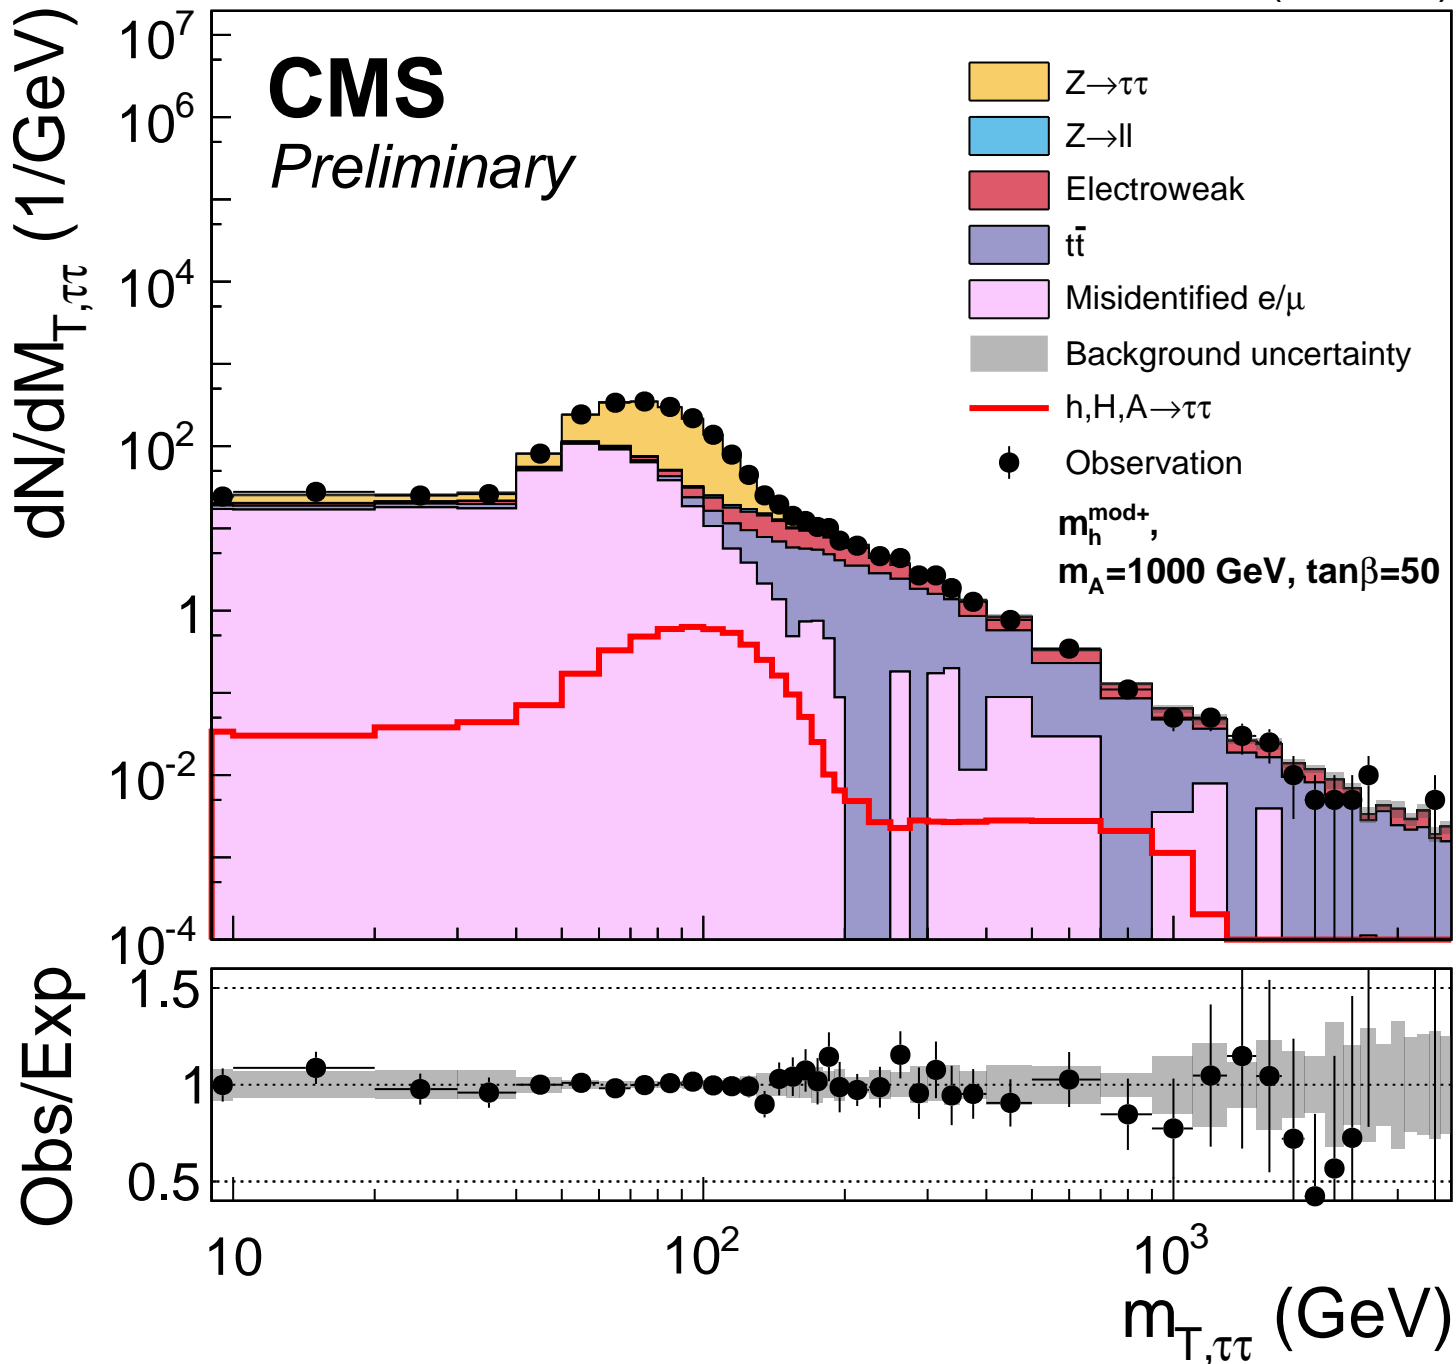 CMS
Preliminary
Z→ττ
Z→ll
Electroweak
tt̄
Misidentified e/μ
Background uncertainty
h,H,A→ττ
Observation
m_h^mod+,
m_A=1000 GeV, tanβ=50
dN/dM_T,ττ (1/GeV)
10^7
10^6
10^4
10^2
1
10^-2
10^-4
Obs/Exp
1.5
1
0.5
10
10^2
10^3
m_T,ττ (GeV)